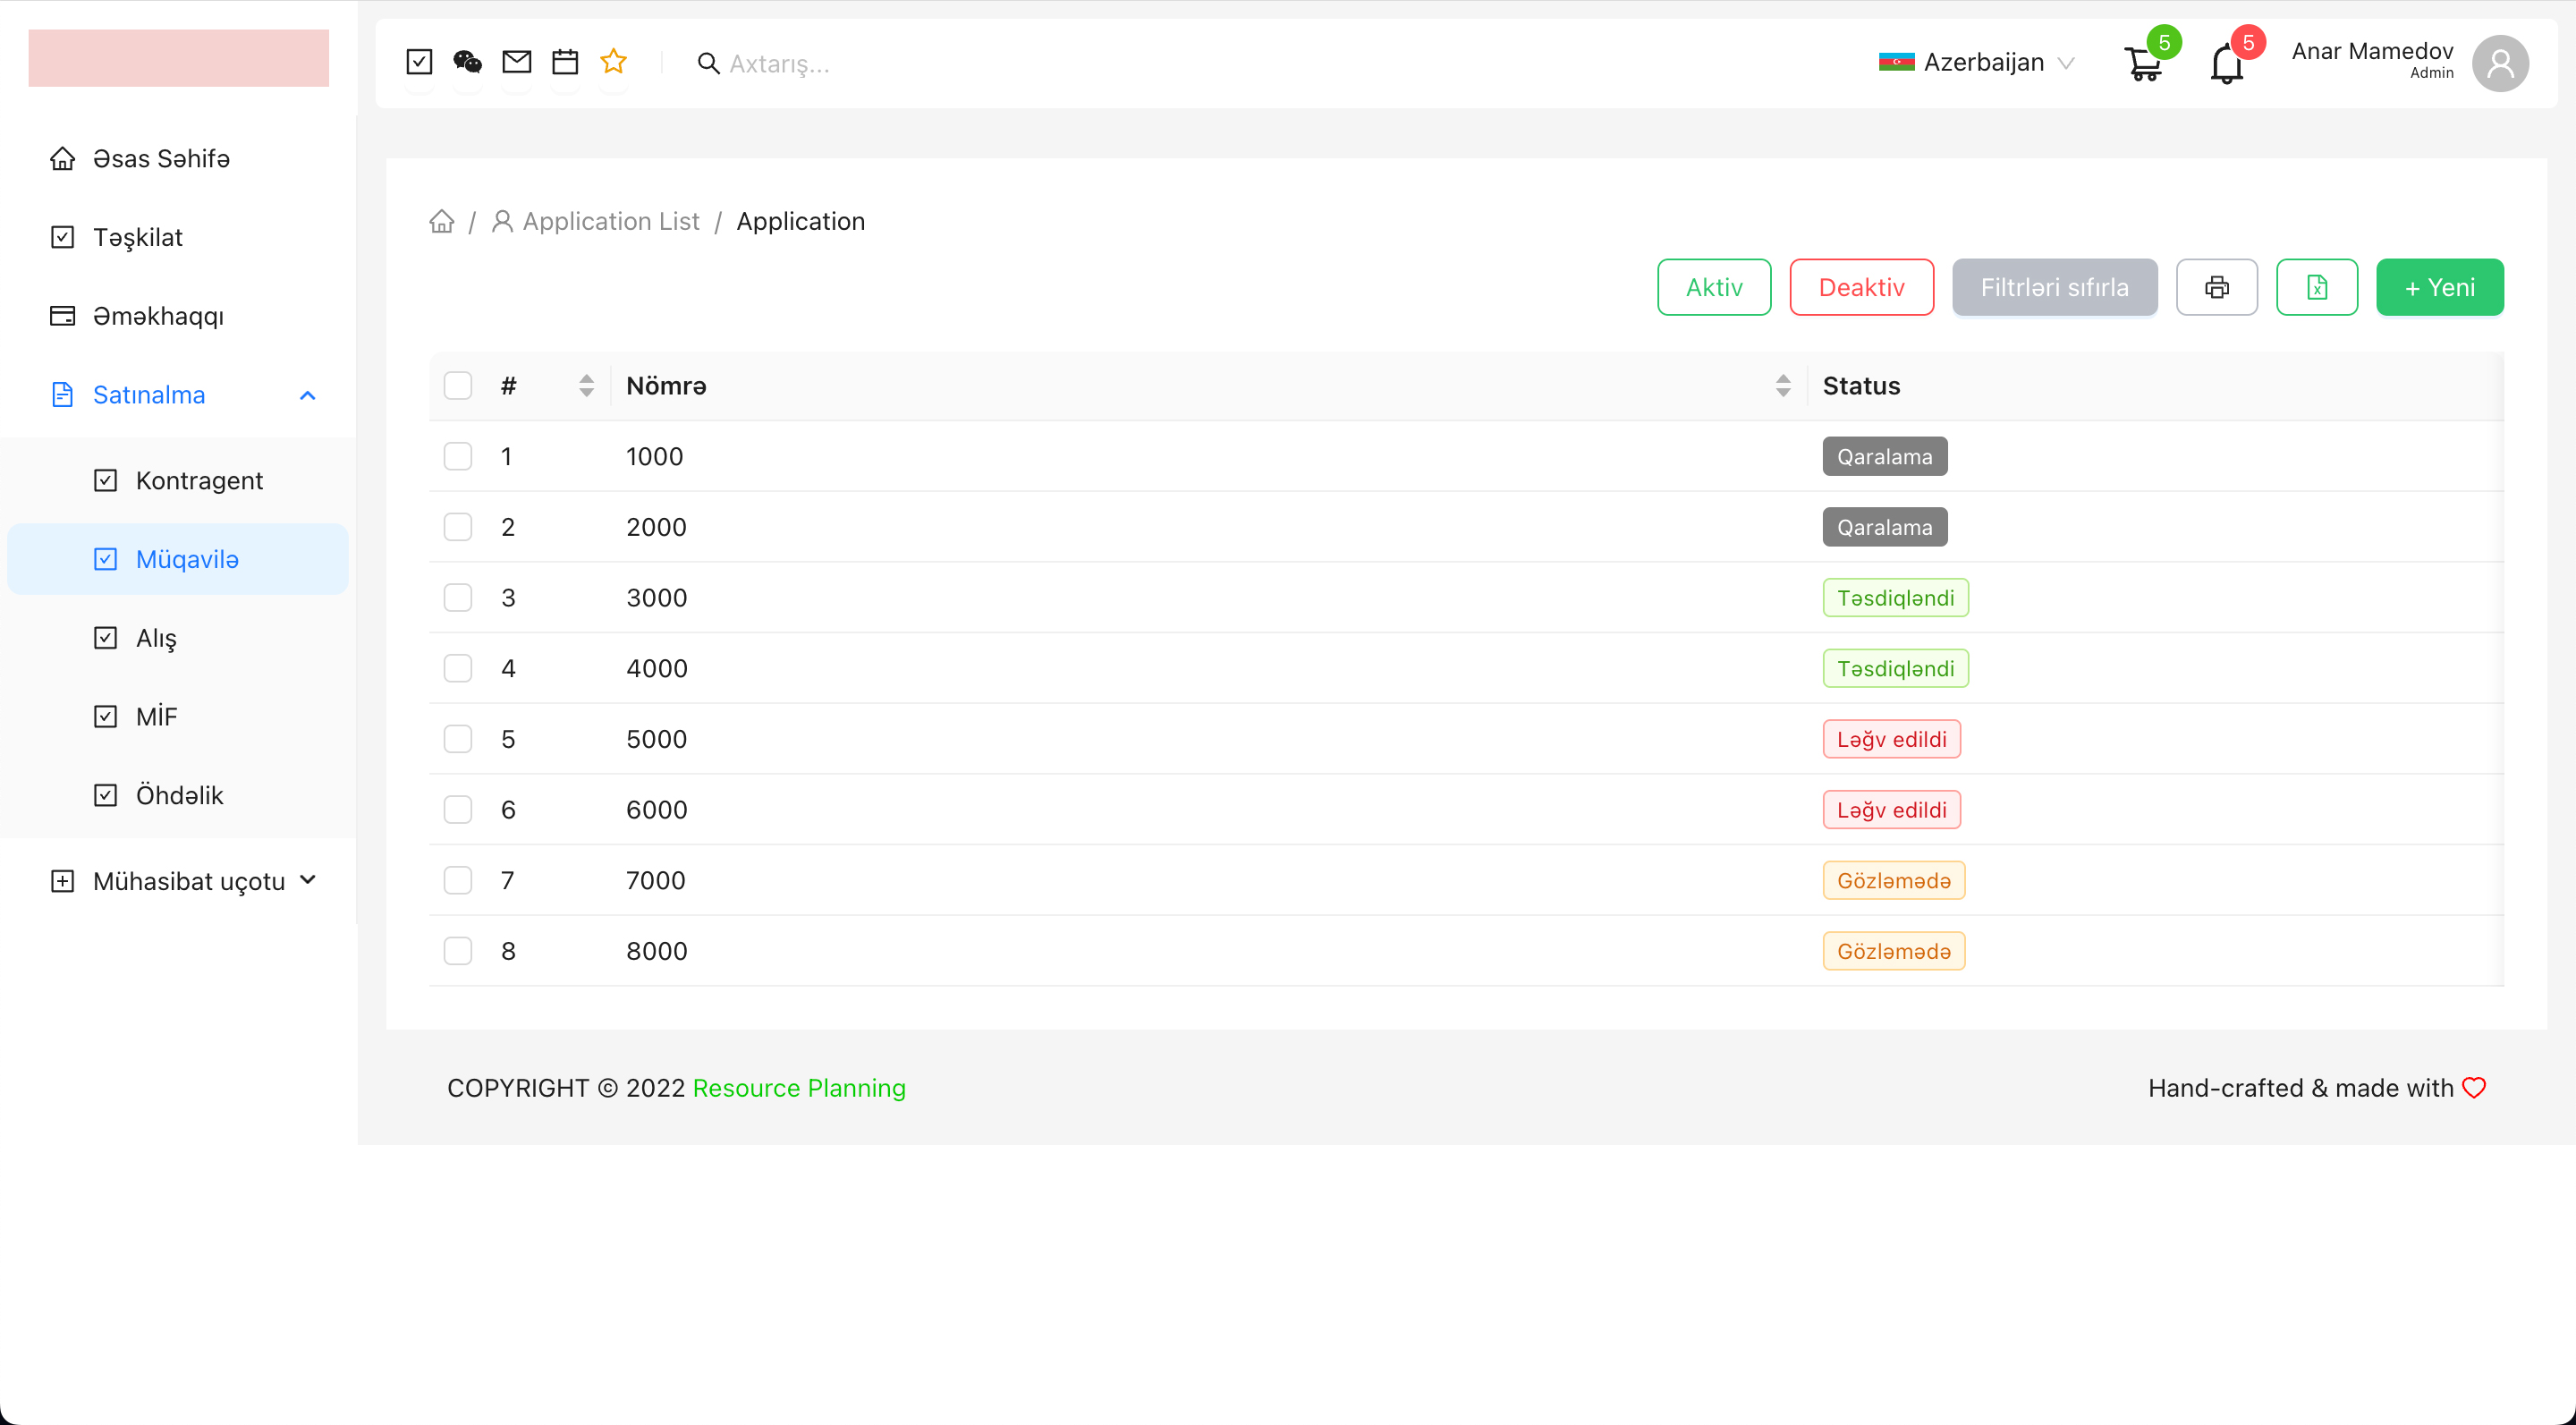 Axtarış...
Azerbaijan
5
5
Anar Mamedov
Admin
Əsas Səhifə
Təşkilat
Əməkhaqqı
Satınalma
Kontragent
Müqavilə
Alış
MİF
Öhdəlik
Mühasibat uçotu
/ Application List / Application
Aktiv Deaktiv Filtrləri sıfırla + Yeni
# Nömrə Status
1 1000 Qaralama
2 2000 Qaralama
3 3000 Təsdiqləndi
4 4000 Təsdiqləndi
5 5000 Ləğv edildi
6 6000 Ləğv edildi
7 7000 Gözləmədə
8 8000 Gözləmədə
COPYRIGHT © 2022 Resource Planning
Hand-crafted & made with